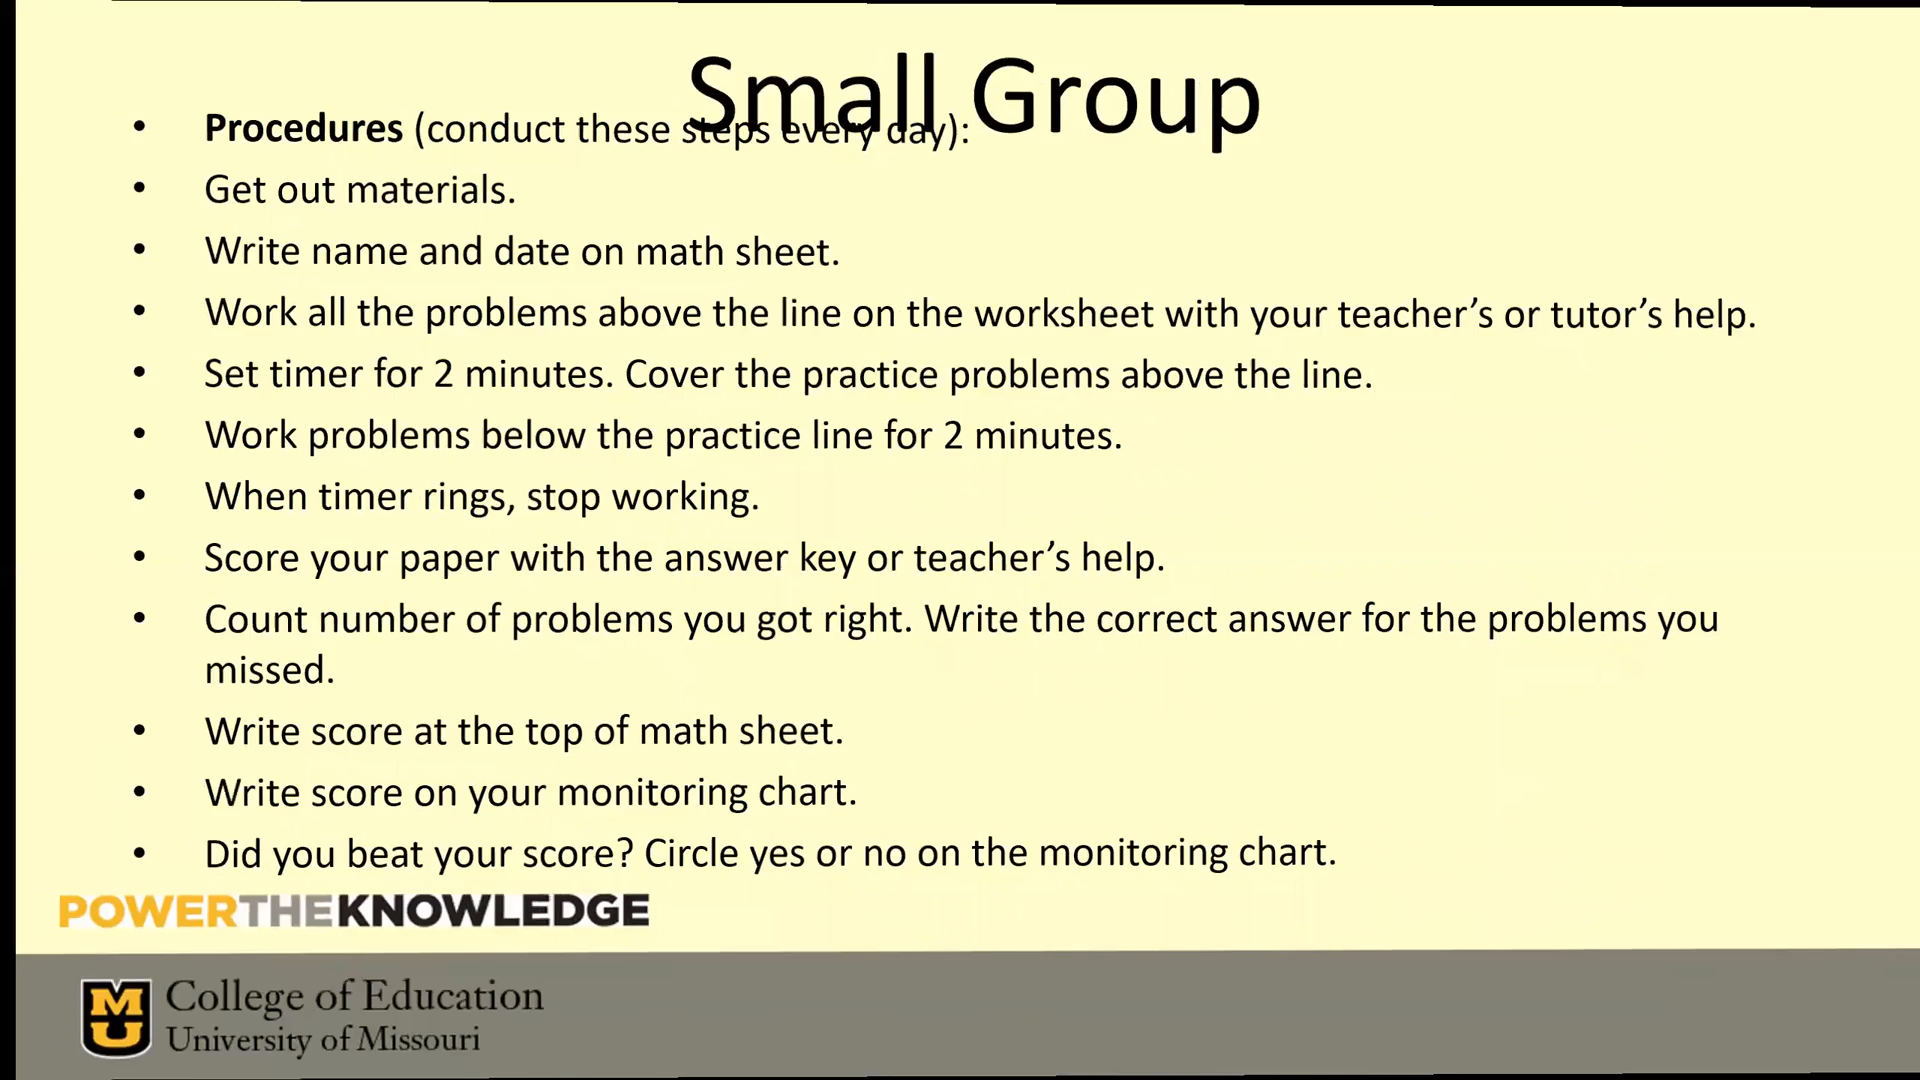 Small Group
• Procedures (conduct these steps every day):
• Get out materials.
• Write name and date on math sheet.
• Work all the problems above the line on the worksheet with your teacher’s or tutor’s help.
• Set timer for 2 minutes. Cover the practice problems above the line.
• Work problems below the practice line for 2 minutes.
• When timer rings, stop working.
• Score your paper with the answer key or teacher’s help.
• Count number of problems you got right. Write the correct answer for the problems you
missed.
• Write score at the top of math sheet.
• Write score on your monitoring chart.
• Did you beat your score? Circle yes or no on the monitoring chart.
POWERTHEKNOWLEDGE
MU
College of Education
University of Missouri